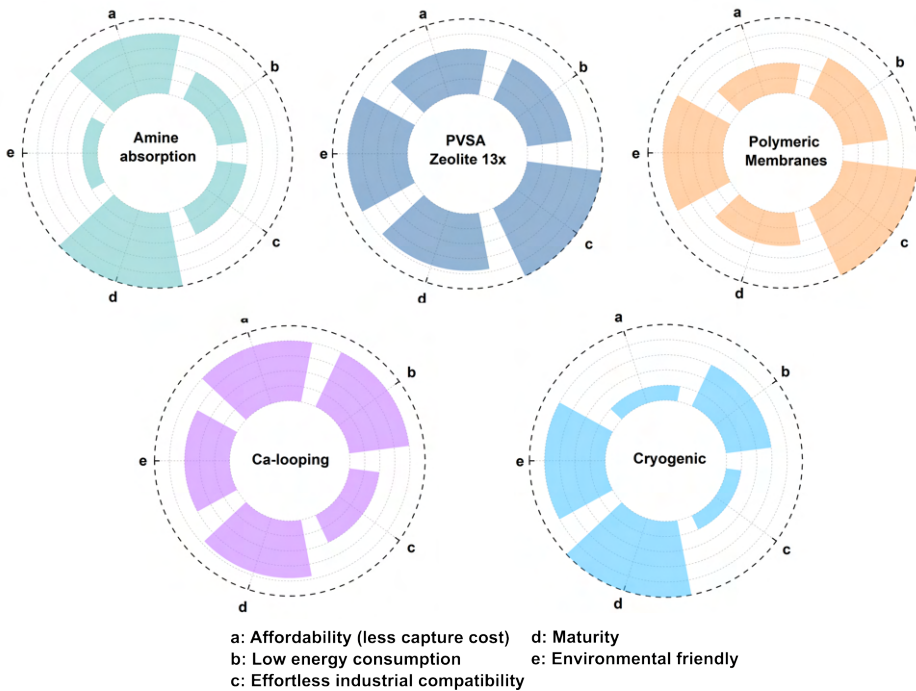 a
b
c
d
e
Amine
absorption
a
b
c
d
e
PVSA
Zeolite 13x
a
b
c
d
e
Polymeric
Membranes
a
b
c
d
e
Ca-looping
a
b
c
d
e
Cryogenic
a: Affordability (less capture cost)
b: Low energy consumption
c: Effortless industrial compatibility
d: Maturity
e: Environmental friendly